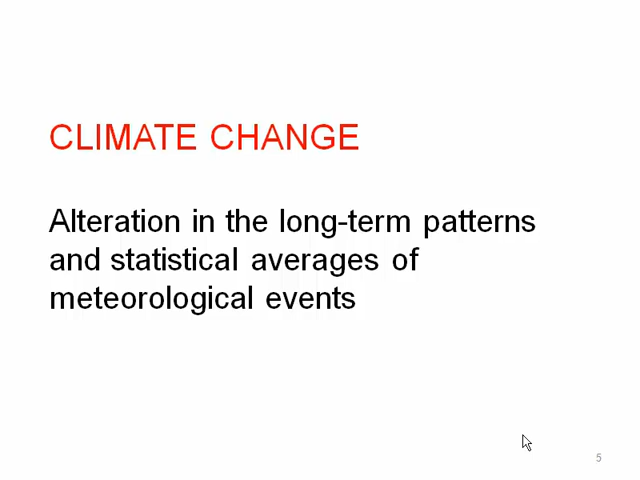 CLIMATE CHANGE
Alteration in the long-term patterns
and statistical averages of
meteorological events
5